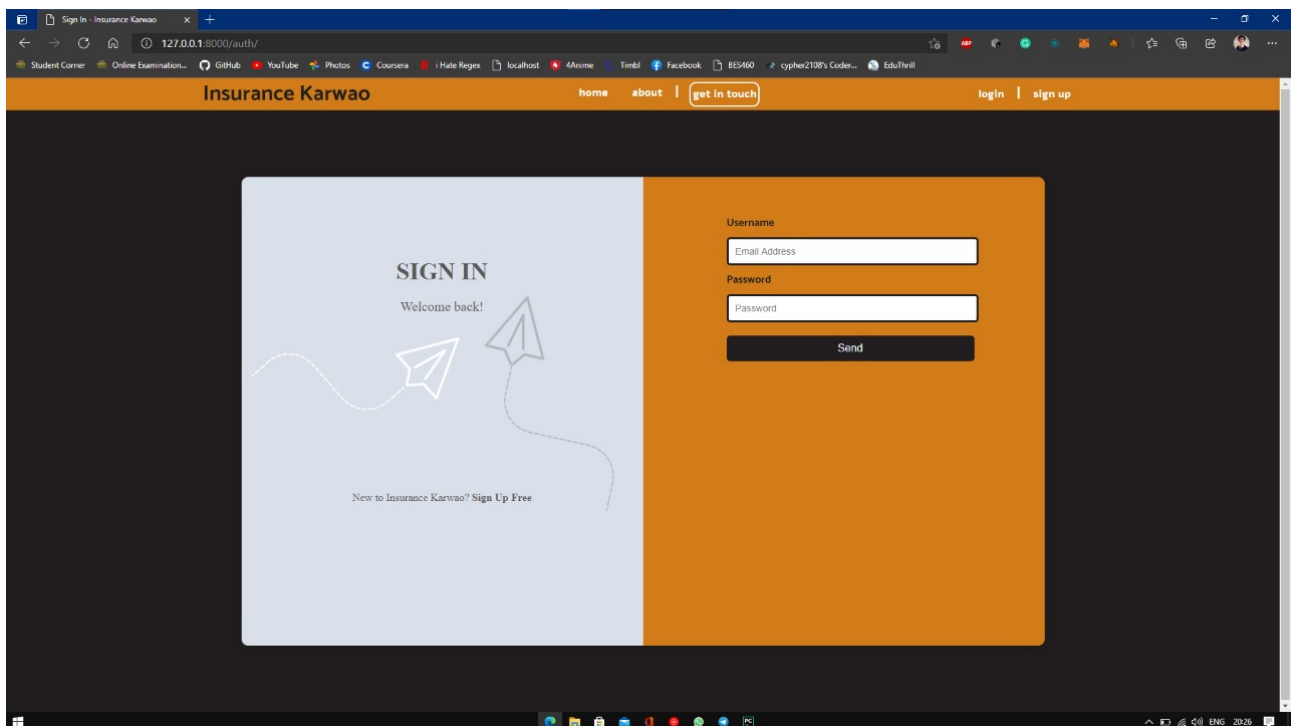 Sign In - Insurance Karwao
127.0.0.1:8000/auth/
ABP
Student Corner Online Examination... GitHub YouTube Photos Coursera i Hate Regex localhost 4Anime Timbl Facebook BES460 cypher2108's Coder... EduThrill
Insurance Karwao home about | get in touch login | sign up
Username
Email Address
SIGN IN
Password
Welcome back!
Password
Send
New to Insurance Karwao? Sign Up Free
ENG 20:26